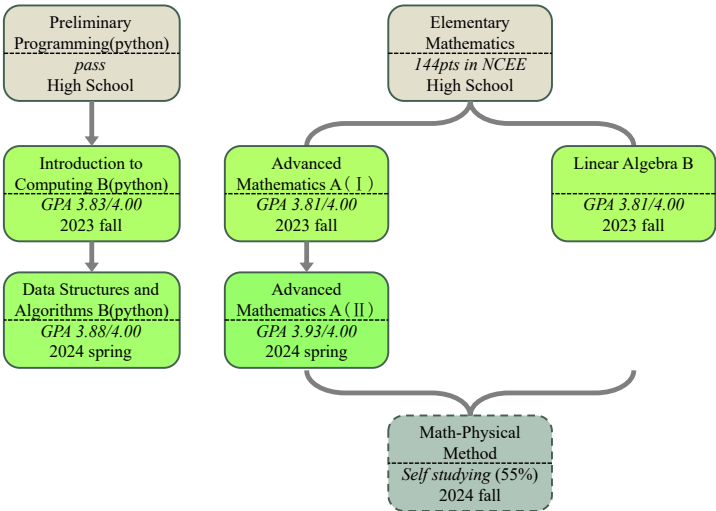 Preliminary
Programming(python)
pass
High School
Elementary
Mathematics
144pts in NCEE
High School
Introduction to
Computing B(python)
GPA 3.83/4.00
2023 fall
Advanced
Mathematics A（Ⅰ）
GPA 3.81/4.00
2023 fall
Linear Algebra B
GPA 3.81/4.00
2023 fall
Data Structures and
Algorithms B(python)
GPA 3.88/4.00
2024 spring
Advanced
Mathematics A（Ⅱ）
GPA 3.93/4.00
2024 spring
Math-Physical
Method
Self studying (55%)
2024 fall